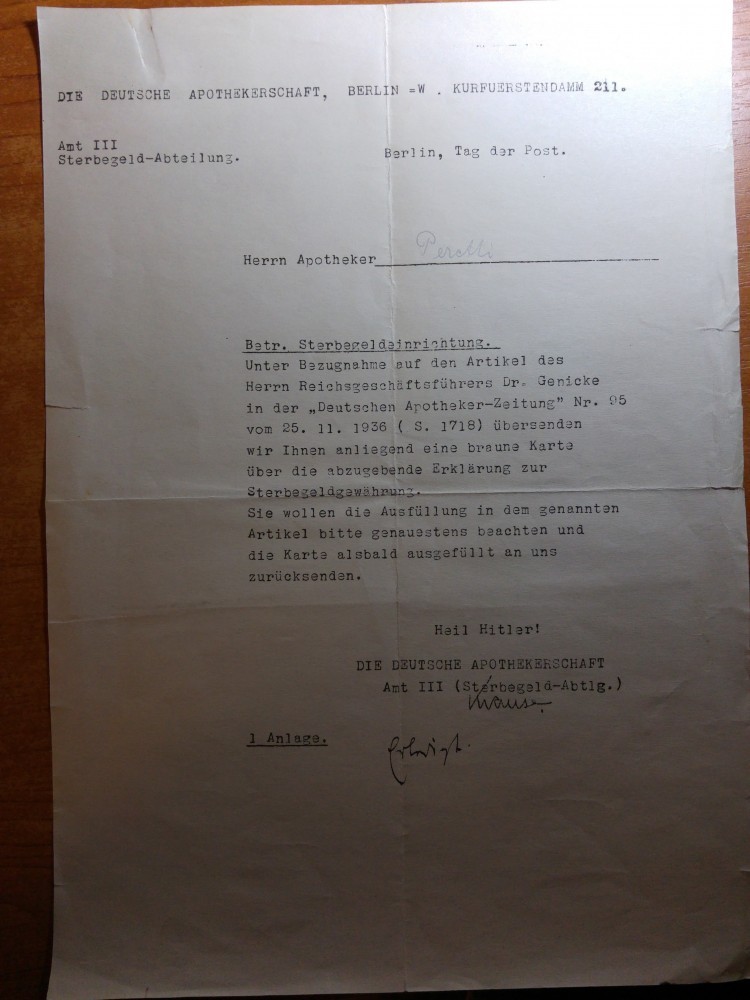 DIE DEUTSCHE APOTHEKERSCHAFT, BERLIN =W . KURFUERSTENDAMM 211.
Amt III
Sterbegeld-Abteilung.
Berlin, Tag der Post.
Herrn Apotheker
Betr. Sterbegeldeinrichtung.
Unter Bezugnahme auf den Artikel des
Herrn Reichsgeschäftsführers Dr. Genicke
in der „Deutschen Apotheker-Zeitung" Nr. 95
vom 25. 11. 1936 ( S. 1718) übersenden
wir Ihnen anliegend eine braune Karte
über die abzugebende Erklärung zur
Sterbegeldgewährung.
Sie wollen die Ausfüllung in dem genannten
Artikel bitte genauestens beachten und
die Karte alsbald ausgefüllt an uns
zurücksenden.
Heil Hitler!
DIE DEUTSCHE APOTHEKERSCHAFT
Amt III (Sterbegeld-Abtlg.)
Krause
1 Anlage.
Erledigt.